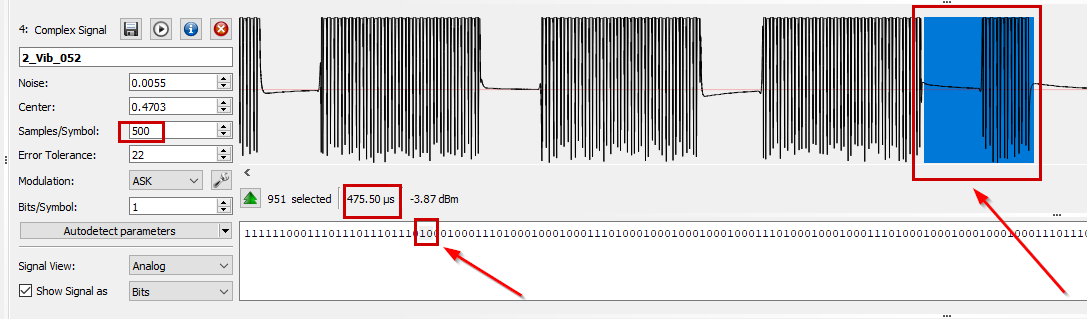 4: Complex Signal
2_Vib_052
Noise: 0.0055
Center: 0.4703
Samples/Symbol: 500
Error Tolerance: 22
Modulation: ASK
951 selected 475.50 µs -3.87 dBm
Bits/Symbol: 1
Autodetect parameters
Signal View: Analog
Show Signal as Bits